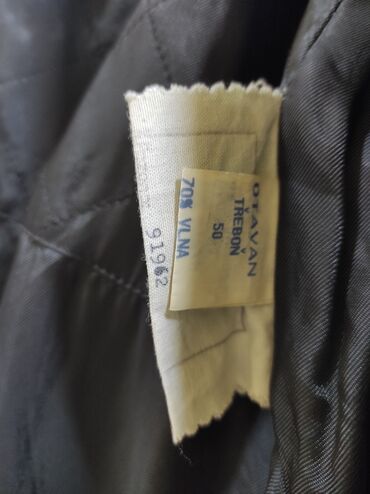 OTAVAN
TŘEBOŇ
50
70% VLNA
91962